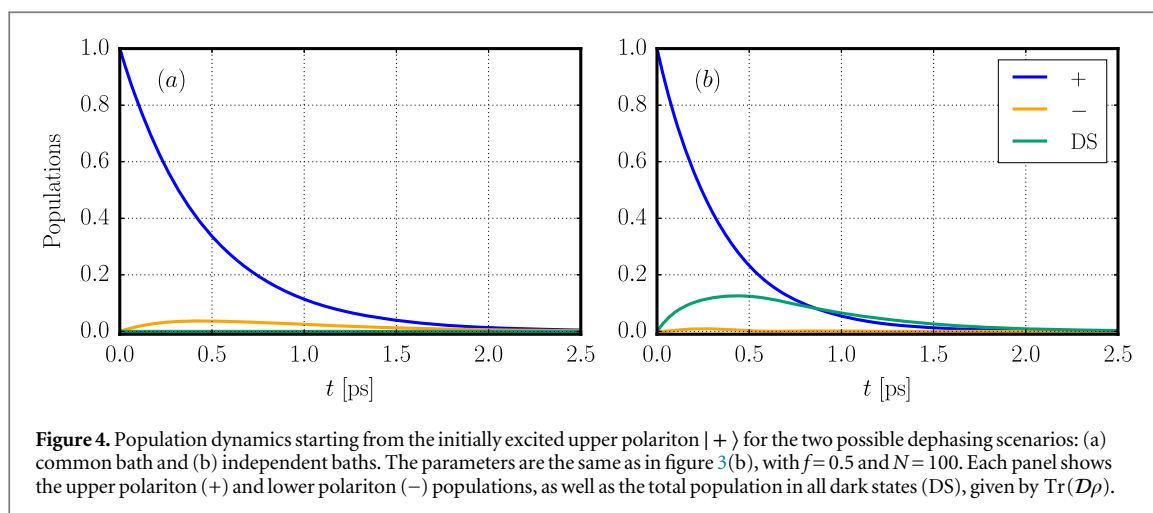 1.0
0.8
0.6
0.4
0.2
0.0
Populations
(a)
0.0 0.5 1.0 1.5 2.0 2.5
t [ps]
1.0
0.8
0.6
0.4
0.2
0.0
(b)
+
−
DS
0.0 0.5 1.0 1.5 2.0 2.5
t [ps]
Figure 4. Population dynamics starting from the initially excited upper polariton | + ⟩ for the two possible dephasing scenarios: (a)
common bath and (b) independent baths. The parameters are the same as in figure 3(b), with f = 0.5 and N = 100. Each panel shows
the upper polariton (+) and lower polariton (−) populations, as well as the total population in all dark states (DS), given by Tr(𝒟ρ).